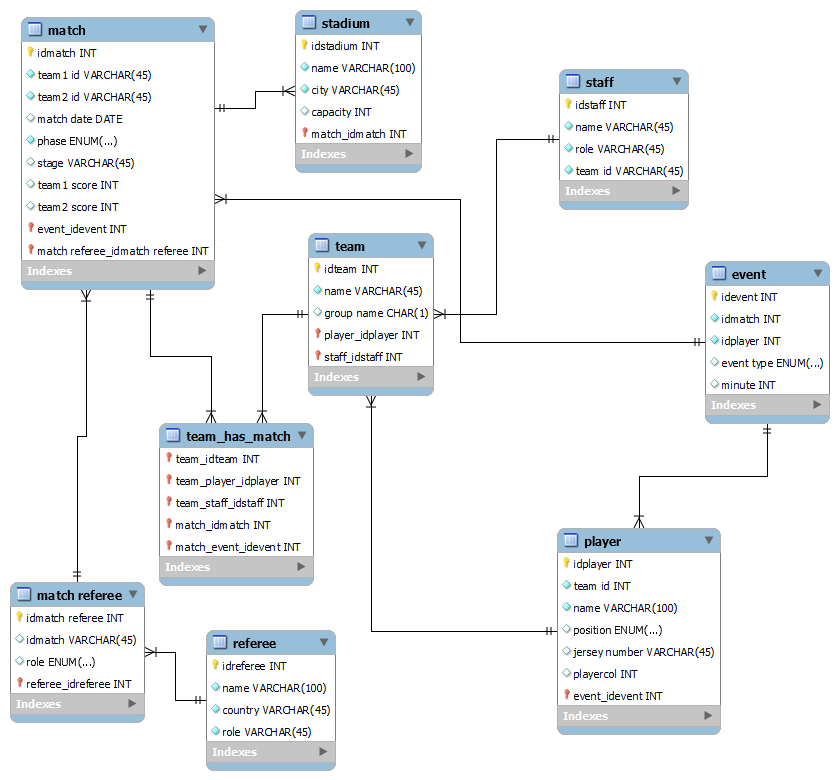 match
idmatch INT
team1 id VARCHAR(45)
team2 id VARCHAR(45)
match date DATE
phase ENUM(...)
stage VARCHAR(45)
team1 score INT
team2 score INT
event_idevent INT
match referee_idmatch referee INT
Indexes
stadium
idstadium INT
name VARCHAR(100)
city VARCHAR(45)
capacity INT
match_idmatch INT
Indexes
staff
idstaff INT
name VARCHAR(45)
role VARCHAR(45)
team id VARCHAR(45)
Indexes
team
idteam INT
name VARCHAR(45)
group name CHAR(1)
player_idplayer INT
staff_idstaff INT
Indexes
event
idevent INT
idmatch INT
idplayer INT
event type ENUM(...)
minute INT
Indexes
team_has_match
team_idteam INT
team_player_idplayer INT
team_staff_idstaff INT
match_idmatch INT
match_event_idevent INT
Indexes
player
idplayer INT
team id INT
name VARCHAR(100)
position ENUM(...)
jersey number VARCHAR(45)
playercol INT
event_idevent INT
Indexes
match referee
idmatch referee INT
idmatch VARCHAR(45)
role ENUM(...)
referee_idreferee INT
Indexes
referee
idreferee INT
name VARCHAR(100)
country VARCHAR(45)
role VARCHAR(45)
Indexes